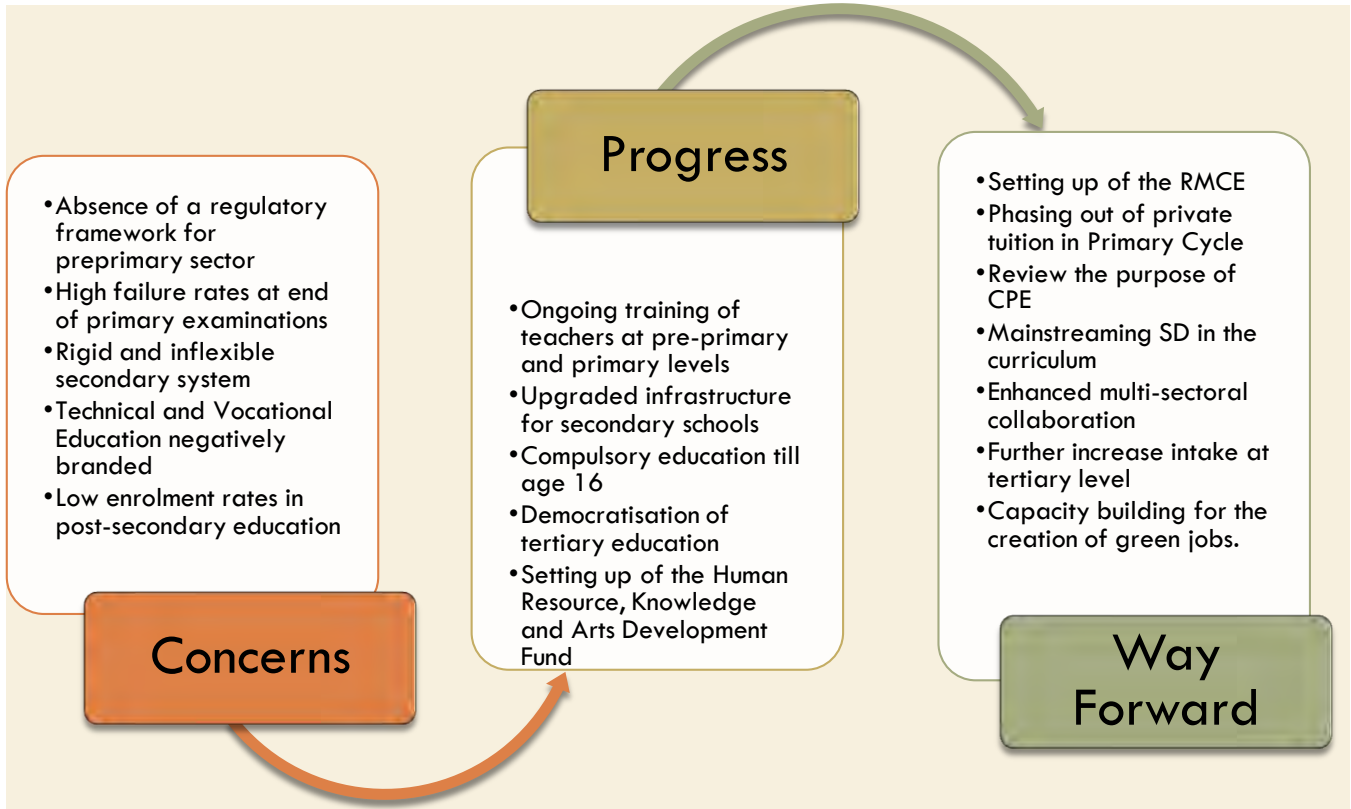 •Absence of a regulatory
framework for
preprimary sector
•High failure rates at end
of primary examinations
•Rigid and inflexible
secondary system
•Technical and Vocational
Education negatively
branded
•Low enrolment rates in
post-secondary education
Concerns
Progress
•Ongoing training of
teachers at pre-primary
and primary levels
•Upgraded infrastructure
for secondary schools
•Compulsory education till
age 16
•Democratisation of
tertiary education
•Setting up of the Human
Resource, Knowledge
and Arts Development
Fund
•Setting up of the RMCE
•Phasing out of private
tuition in Primary Cycle
•Review the purpose of
CPE
•Mainstreaming SD in the
curriculum
•Enhanced multi-sectoral
collaboration
•Further increase intake at
tertiary level
•Capacity building for the
creation of green jobs.
Way
Forward